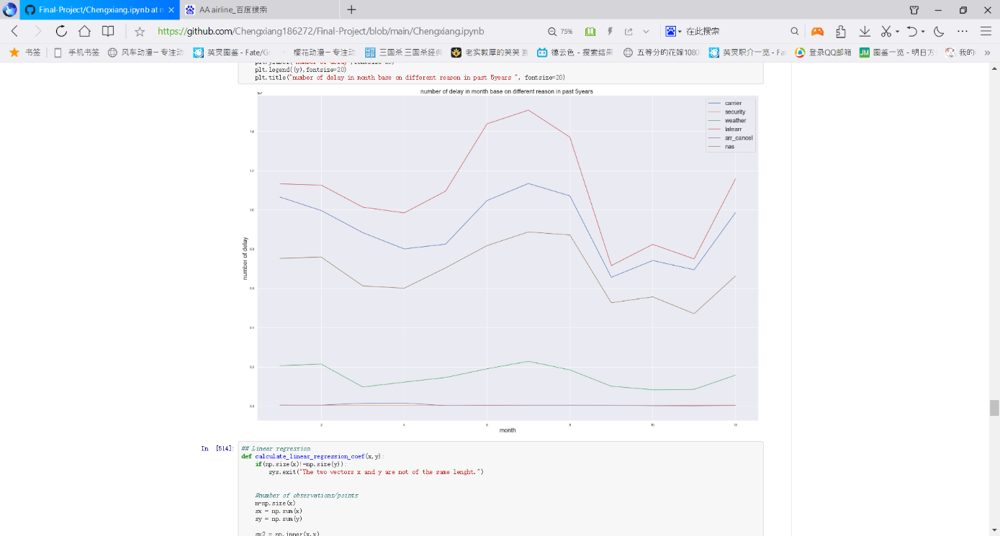 Final-Project/Chengxiang.ipynb at m
AA airline_百度搜索
https://github.com/Chengxiang186272/Final-Project/blob/main/Chengxiang.ipynb
75%
在此搜索
书签
手机书签
风车动漫－专注动
英灵图鉴 - Fate/G
樱花动漫－专注动
三国杀 三国杀经典
老实敦厚的笑笑
德云色 - 搜索结果
五等分的花嫁1080
英灵职介一览 - Fa
登录QQ邮箱
JM
图鉴一览 - 明日方
我的
»
plt.legend((y),fontsize=20)
plt.title("number of delay in month base on different reason in past 5years ", fontsize=20)
number of delay in month base on different reason in past 5years
carrier
security
weather
latearr
arr_cancel
nas
1.4
1.2
1.0
0.8
0.6
0.4
0.2
0.0
number of delay
2
4
6
8
10
12
month
In [514]:
## Linear regression
def calculate_linear_regression_coef(x,y):
if(np.size(x)!=np.size(y)):
sys.exit("The two vectors x and y are not of the same lenght.")
#number of observations/points
n=np.size(x)
sx = np.sum(x)
sy = np.sum(y)
sx2 = np.inner(x,x)